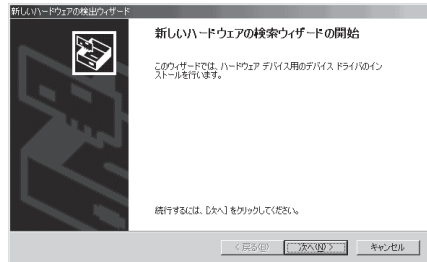 新しいハードウェアの検出ウィザード
新しいハードウェアの検索ウィザードの開始
このウィザードでは、ハードウェア デバイス用のデバイス ドライバのイン
ストールを行います。
続行するには、[次へ] をクリックしてください。
< 戻る(B)
次へ(N) >
キャンセル